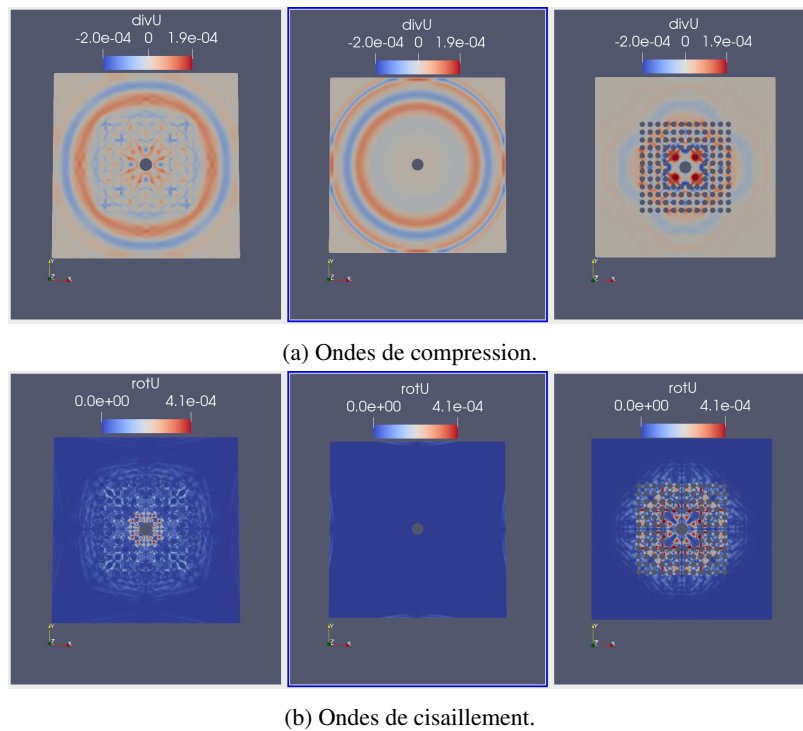 divU
-2.0e-04 0 1.9e-04
divU
-2.0e-04 0 1.9e-04
divU
-2.0e-04 0 1.9e-04
Y
Z X
Y
Z X
Y
Z X
(a) Ondes de compression.
rotU
0.0e+00 4.1e-04
rotU
0.0e+00 4.1e-04
rotU
0.0e+00 4.1e-04
Y
Z X
Y
Z X
Y
Z X
(b) Ondes de cisaillement.